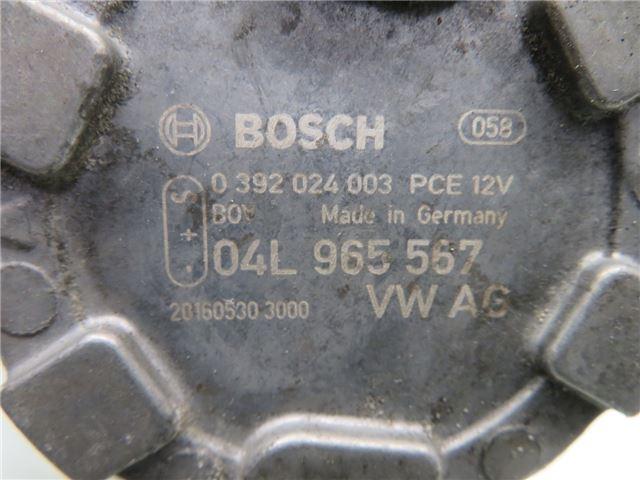 BOSCH 058
0 392 024 003 PCE 12V
S + -
Made in Germany
04L 965 567
20160530 3000 VW AG